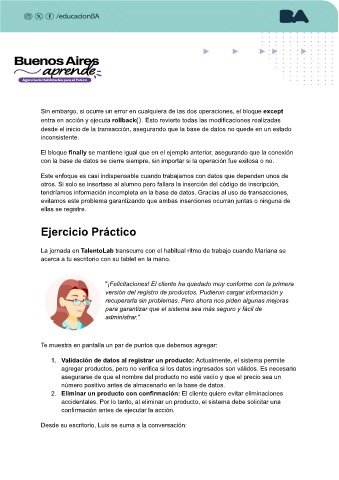 /educacionBA
BA
Buenos Aires
aprende
Agencia de Habilidades para el Futuro
Sin embargo, si ocurre un error en cualquiera de las dos operaciones, el bloque except
entra en acción y ejecuta rollback(). Esto revierte todas las modificaciones realizadas
desde el inicio de la transacción, asegurando que la base de datos no quede en un estado
inconsistente.
El bloque finally se mantiene igual que en el ejemplo anterior, asegurando que la conexión
con la base de datos se cierre siempre, sin importar si la operación fue exitosa o no.
Este enfoque es casi indispensable cuando trabajamos con datos que dependen unos de
otros. Si solo se insertase al alumno pero fallara la inserción del código de inscripción,
tendríamos información incompleta en la base de datos. Gracias al uso de transacciones,
evitamos este problema garantizando que ambas inserciones ocurran juntas o ninguna de
ellas se registre.
Ejercicio Práctico
La jornada en TalentoLab transcurre con el habitual ritmo de trabajo cuando Mariana se
acerca a tu escritorio con su tablet en la mano.
"¡Felicitaciones! El cliente ha quedado muy conforme con la primera
versión del registro de productos. Pudieron cargar información y
recuperarla sin problemas. Pero ahora nos piden algunas mejoras
para garantizar que el sistema sea más seguro y fácil de
administrar."
Te muestra en pantalla un par de puntos que debemos agregar:
1. Validación de datos al registrar un producto: Actualmente, el sistema permite
agregar productos, pero no verifica si los datos ingresados son válidos. Es necesario
asegurarse de que el nombre del producto no esté vacío y que el precio sea un
número positivo antes de almacenarlo en la base de datos.
2. Eliminar un producto con confirmación: El cliente quiere evitar eliminaciones
accidentales. Por lo tanto, al eliminar un producto, el sistema debe solicitar una
confirmación antes de ejecutar la acción.
Desde su escritorio, Luis se suma a la conversación: